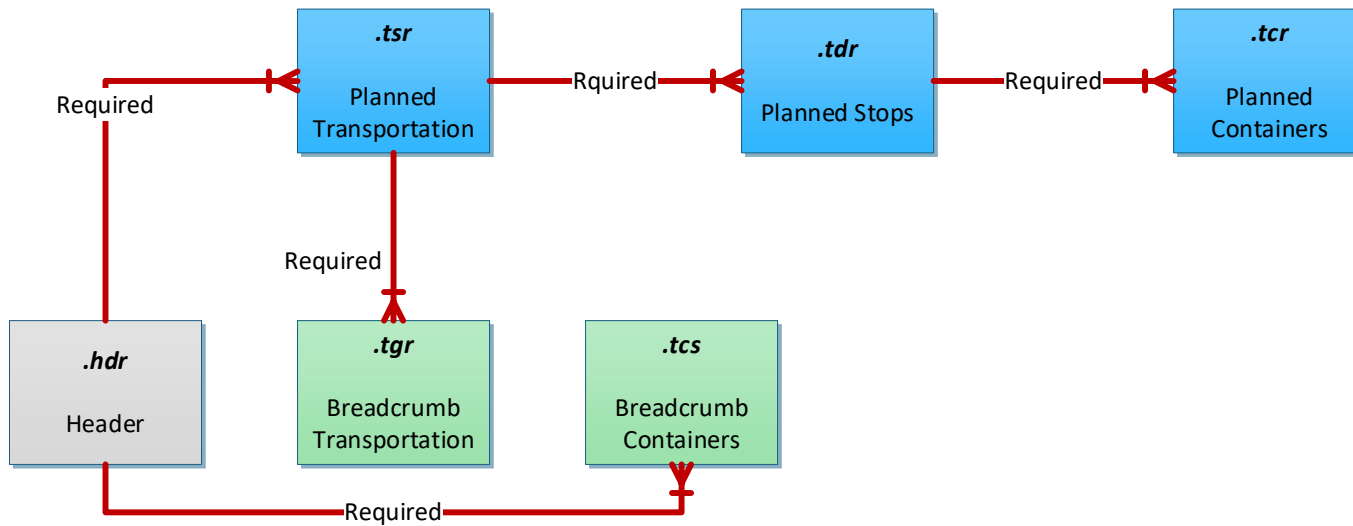 .tsr
Planned
Transportation
.tdr
Planned Stops
.tcr
Planned
Containers
Required
Rquired
Required
Required
.hdr
Header
.tgr
Breadcrumb
Transportation
.tcs
Breadcrumb
Containers
Required